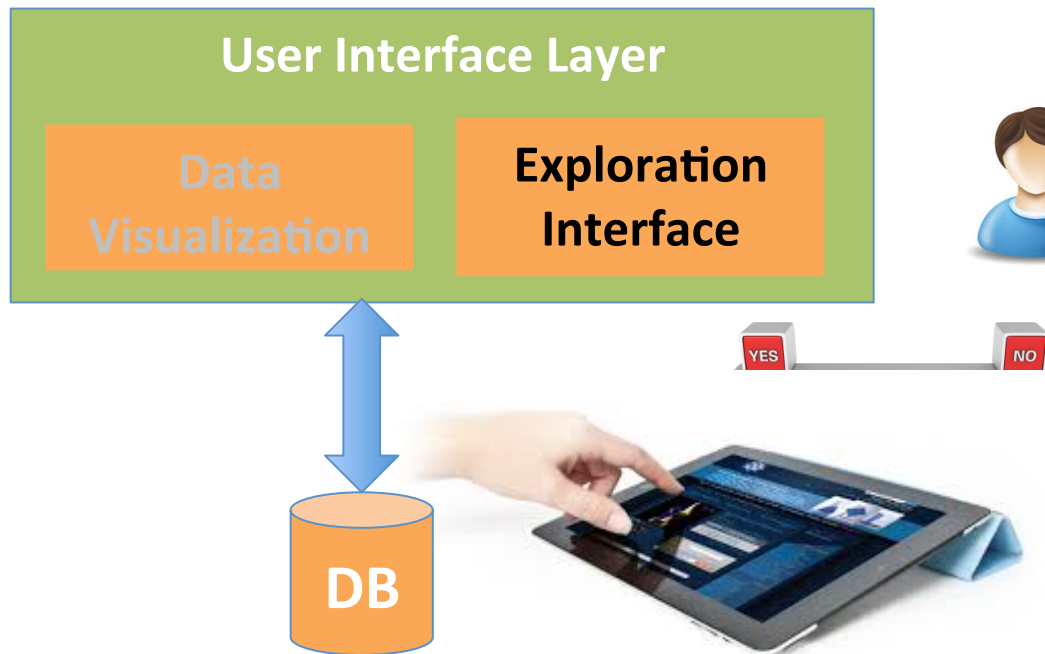 User Interface Layer
Data
Visualization
Exploration
Interface
YES
NO
DB